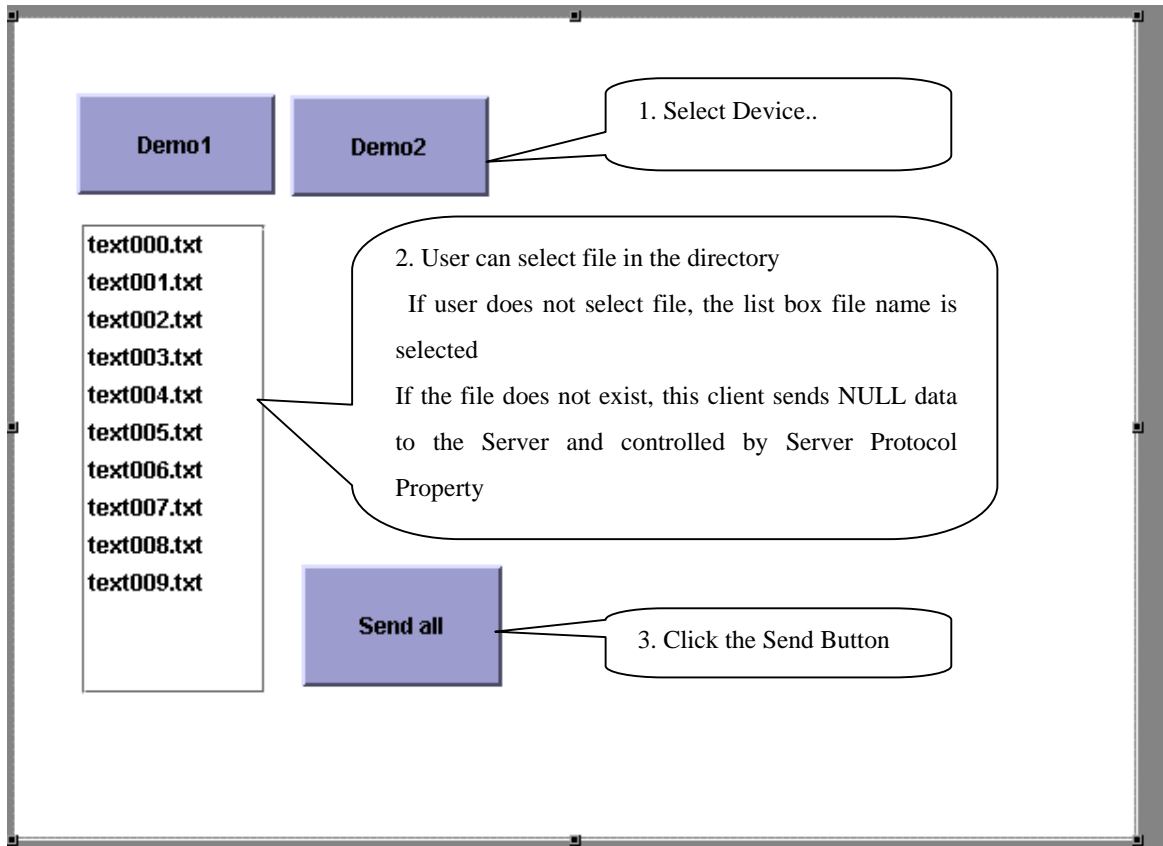 Demo1
Demo2
1. Select Device..
text000.txt
text001.txt
text002.txt
text003.txt
text004.txt
text005.txt
text006.txt
text007.txt
text008.txt
text009.txt
2. User can select file in the directory
If user does not select file, the list box file name is
selected
If the file does not exist, this client sends NULL data
to the Server and controlled by Server Protocol
Property
Send all
3. Click the Send Button